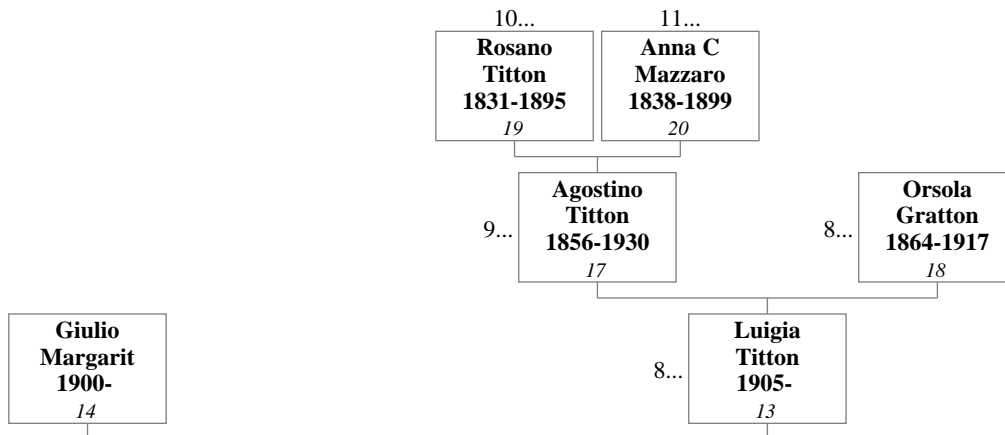 10...
11...
Rosano
Titton
1831-1895
19
Anna C
Mazzaro
1838-1899
20
9...
Agostino
Titton
1856-1930
17
8...
Orsola
Gratton
1864-1917
18
Giulio
Margarit
1900-
14
8...
Luigia
Titton
1905-
13